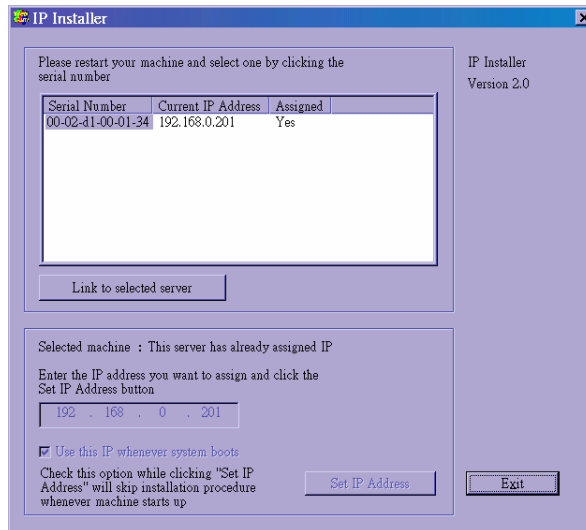 IP Installer
Please restart your machine and select one by clicking the
serial number
IP Installer
Version 2.0
Serial Number Current IP Address Assigned
00-02-d1-00-01-34 192.168.0.201 Yes
Link to selected server
Selected machine : This server has already assigned IP
Enter the IP address you want to assign and click the
Set IP Address button
192 . 168 . 0 . 201
Use this IP whenever system boots
Check this option while clicking "Set IP
Address" will skip installation procedure
whenever machine starts up
Set IP Address
Exit